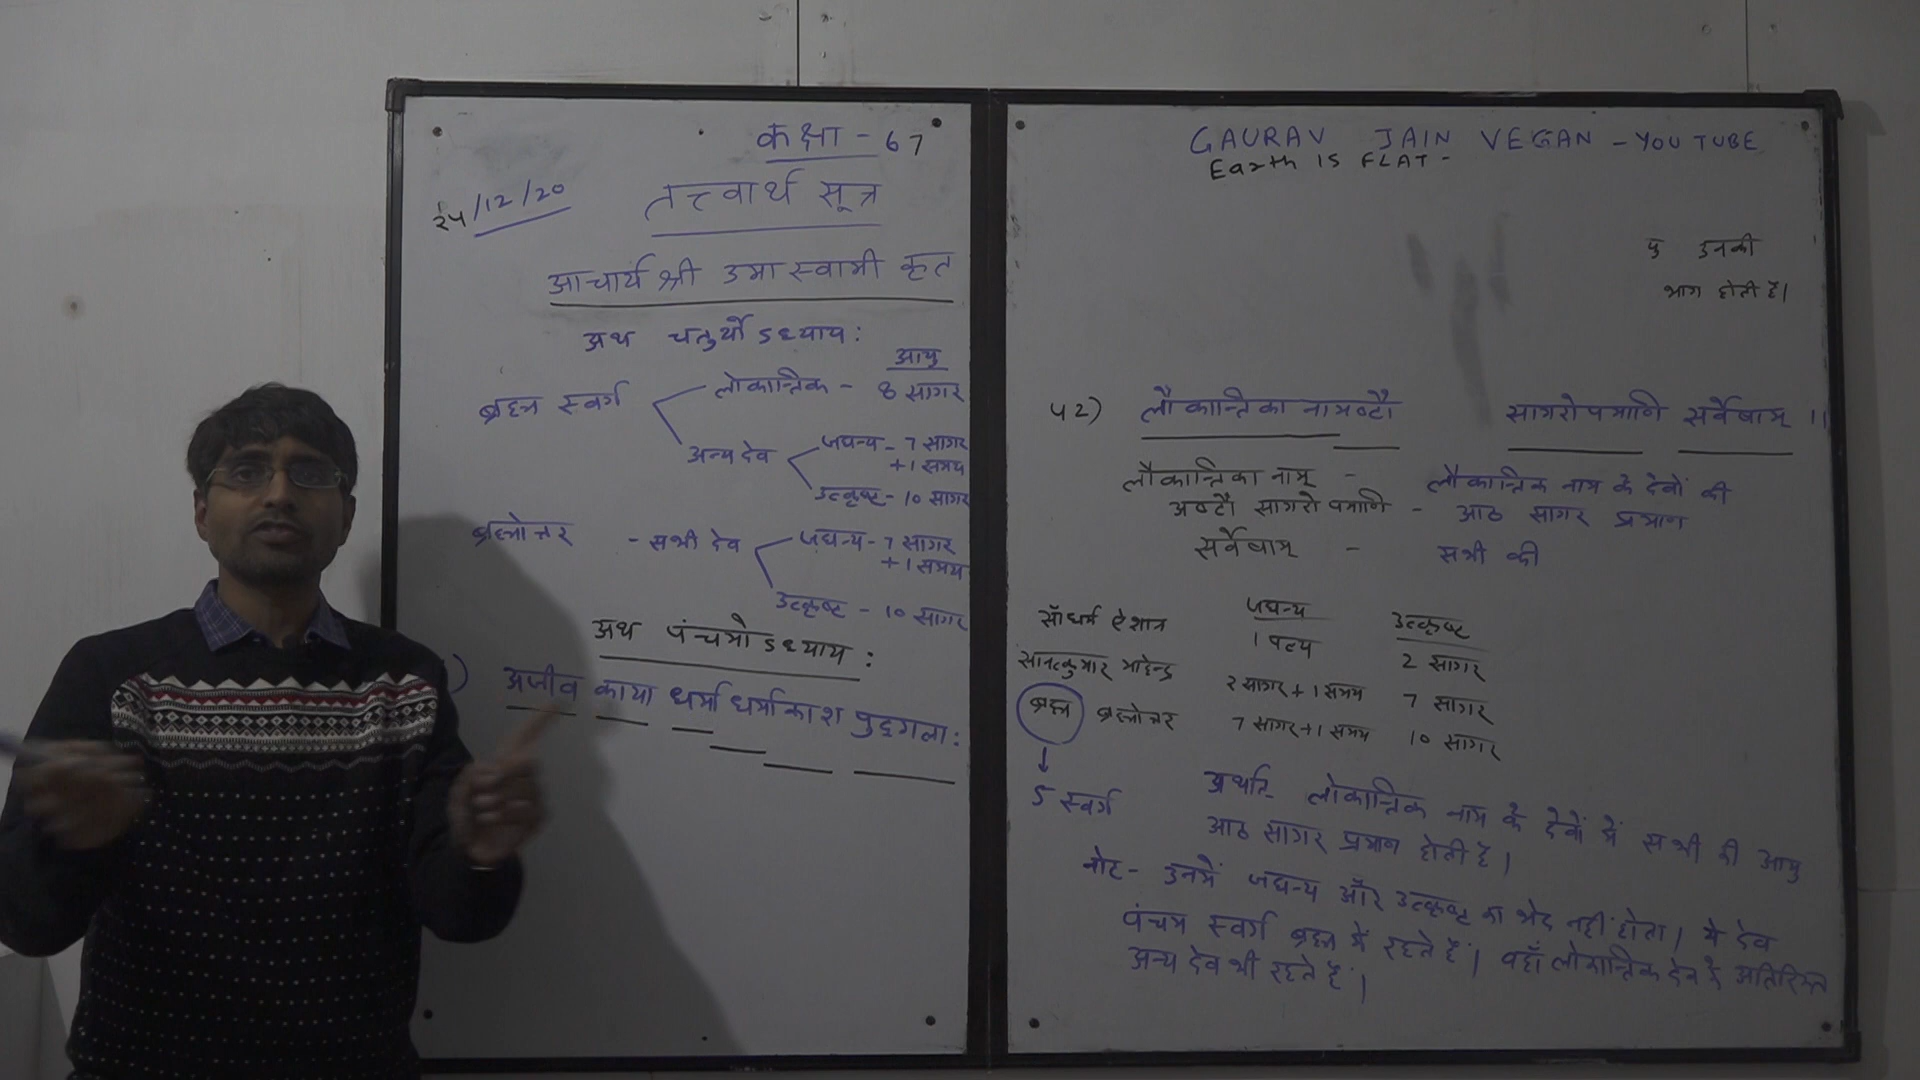 कक्षा - 67
24/12/20
तत्त्वार्थ सूत्र
आचार्य श्री उमास्वामी कृत
अथ चतुर्थोऽध्याय:
आयु
ब्रह्म स्वर्ग
लोकान्तिक - 8 सागर
अन्य देव
जघन्य - 7 सागर
+1 समय
उत्कृष्ट - 10 सागर
ब्रह्मोत्तर - सभी देव
जघन्य - 7 सागर
+1 समय
उत्कृष्ट - 10 सागर
अथ पंचमोऽध्याय:
अजीव काया धर्माधर्माकाश पुद्गला:
GAURAV JAIN VEGAN - YOU TUBE
Earth IS FLAT -
उनकी
भाग होती है।
42) लौकान्तिकानामष्टौ सागरोपमाणि सर्वेषाम् ।।
लौकान्तिकानाम् - लौकान्तिक नाम के देवों की
अष्टौ सागरोपमाणि - आठ सागर प्रमाण
सर्वेषाम् - सभी की
जघन्य उत्कृष्ट
सौधर्म ऐशान 1 पल्य 2 सागर
सानत्कुमार माहेन्द्र 2 सागर + 1 समय 7 सागर
ब्रह्म ब्रह्मोत्तर 7 सागर + 1 समय 10 सागर
5 स्वर्ग
अर्थात- लोकान्तिक नाम के देवों में सभी की आयु
आठ सागर प्रमाण होती है।
नोट - उनमें जघन्य और उत्कृष्ट का भेद नहीं होता। ये देव
पंचम स्वर्ग ब्रह्म में रहते हैं। वहाँ लोकान्तिक देव के अतिरिक्त
अन्य देव भी रहते हैं।